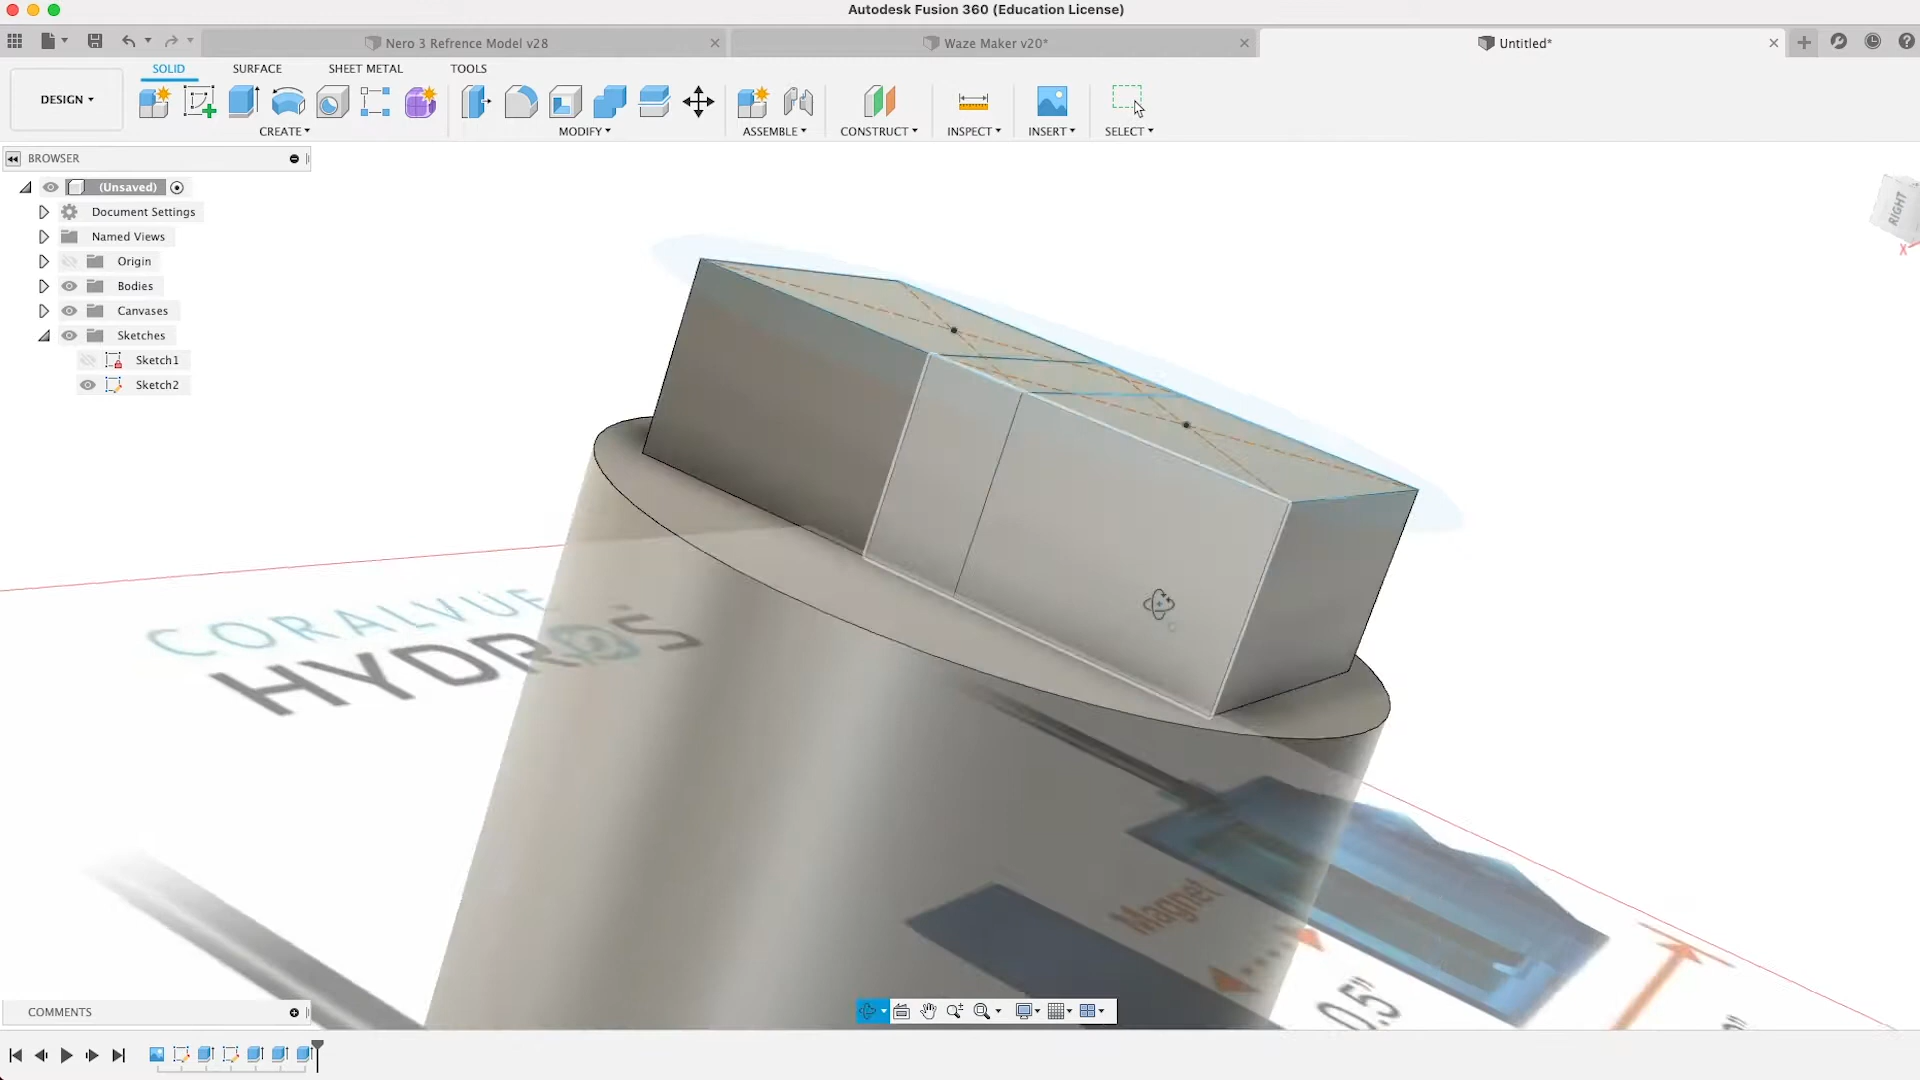 Autodesk Fusion 360 (Education License)
Nero 3 Refrence Model v28
Waze Maker v20*
Untitled*
SOLID
SURFACE
SHEET METAL
TOOLS
DESIGN
CREATE
MODIFY
ASSEMBLE
CONSTRUCT
INSPECT
INSERT
SELECT
BROWSER
(Unsaved)
Document Settings
Named Views
Origin
Bodies
Canvases
Sketches
Sketch1
Sketch2
RIGHT
X
CORALVUE
HYDROS
Magnet
0.5"
COMMENTS